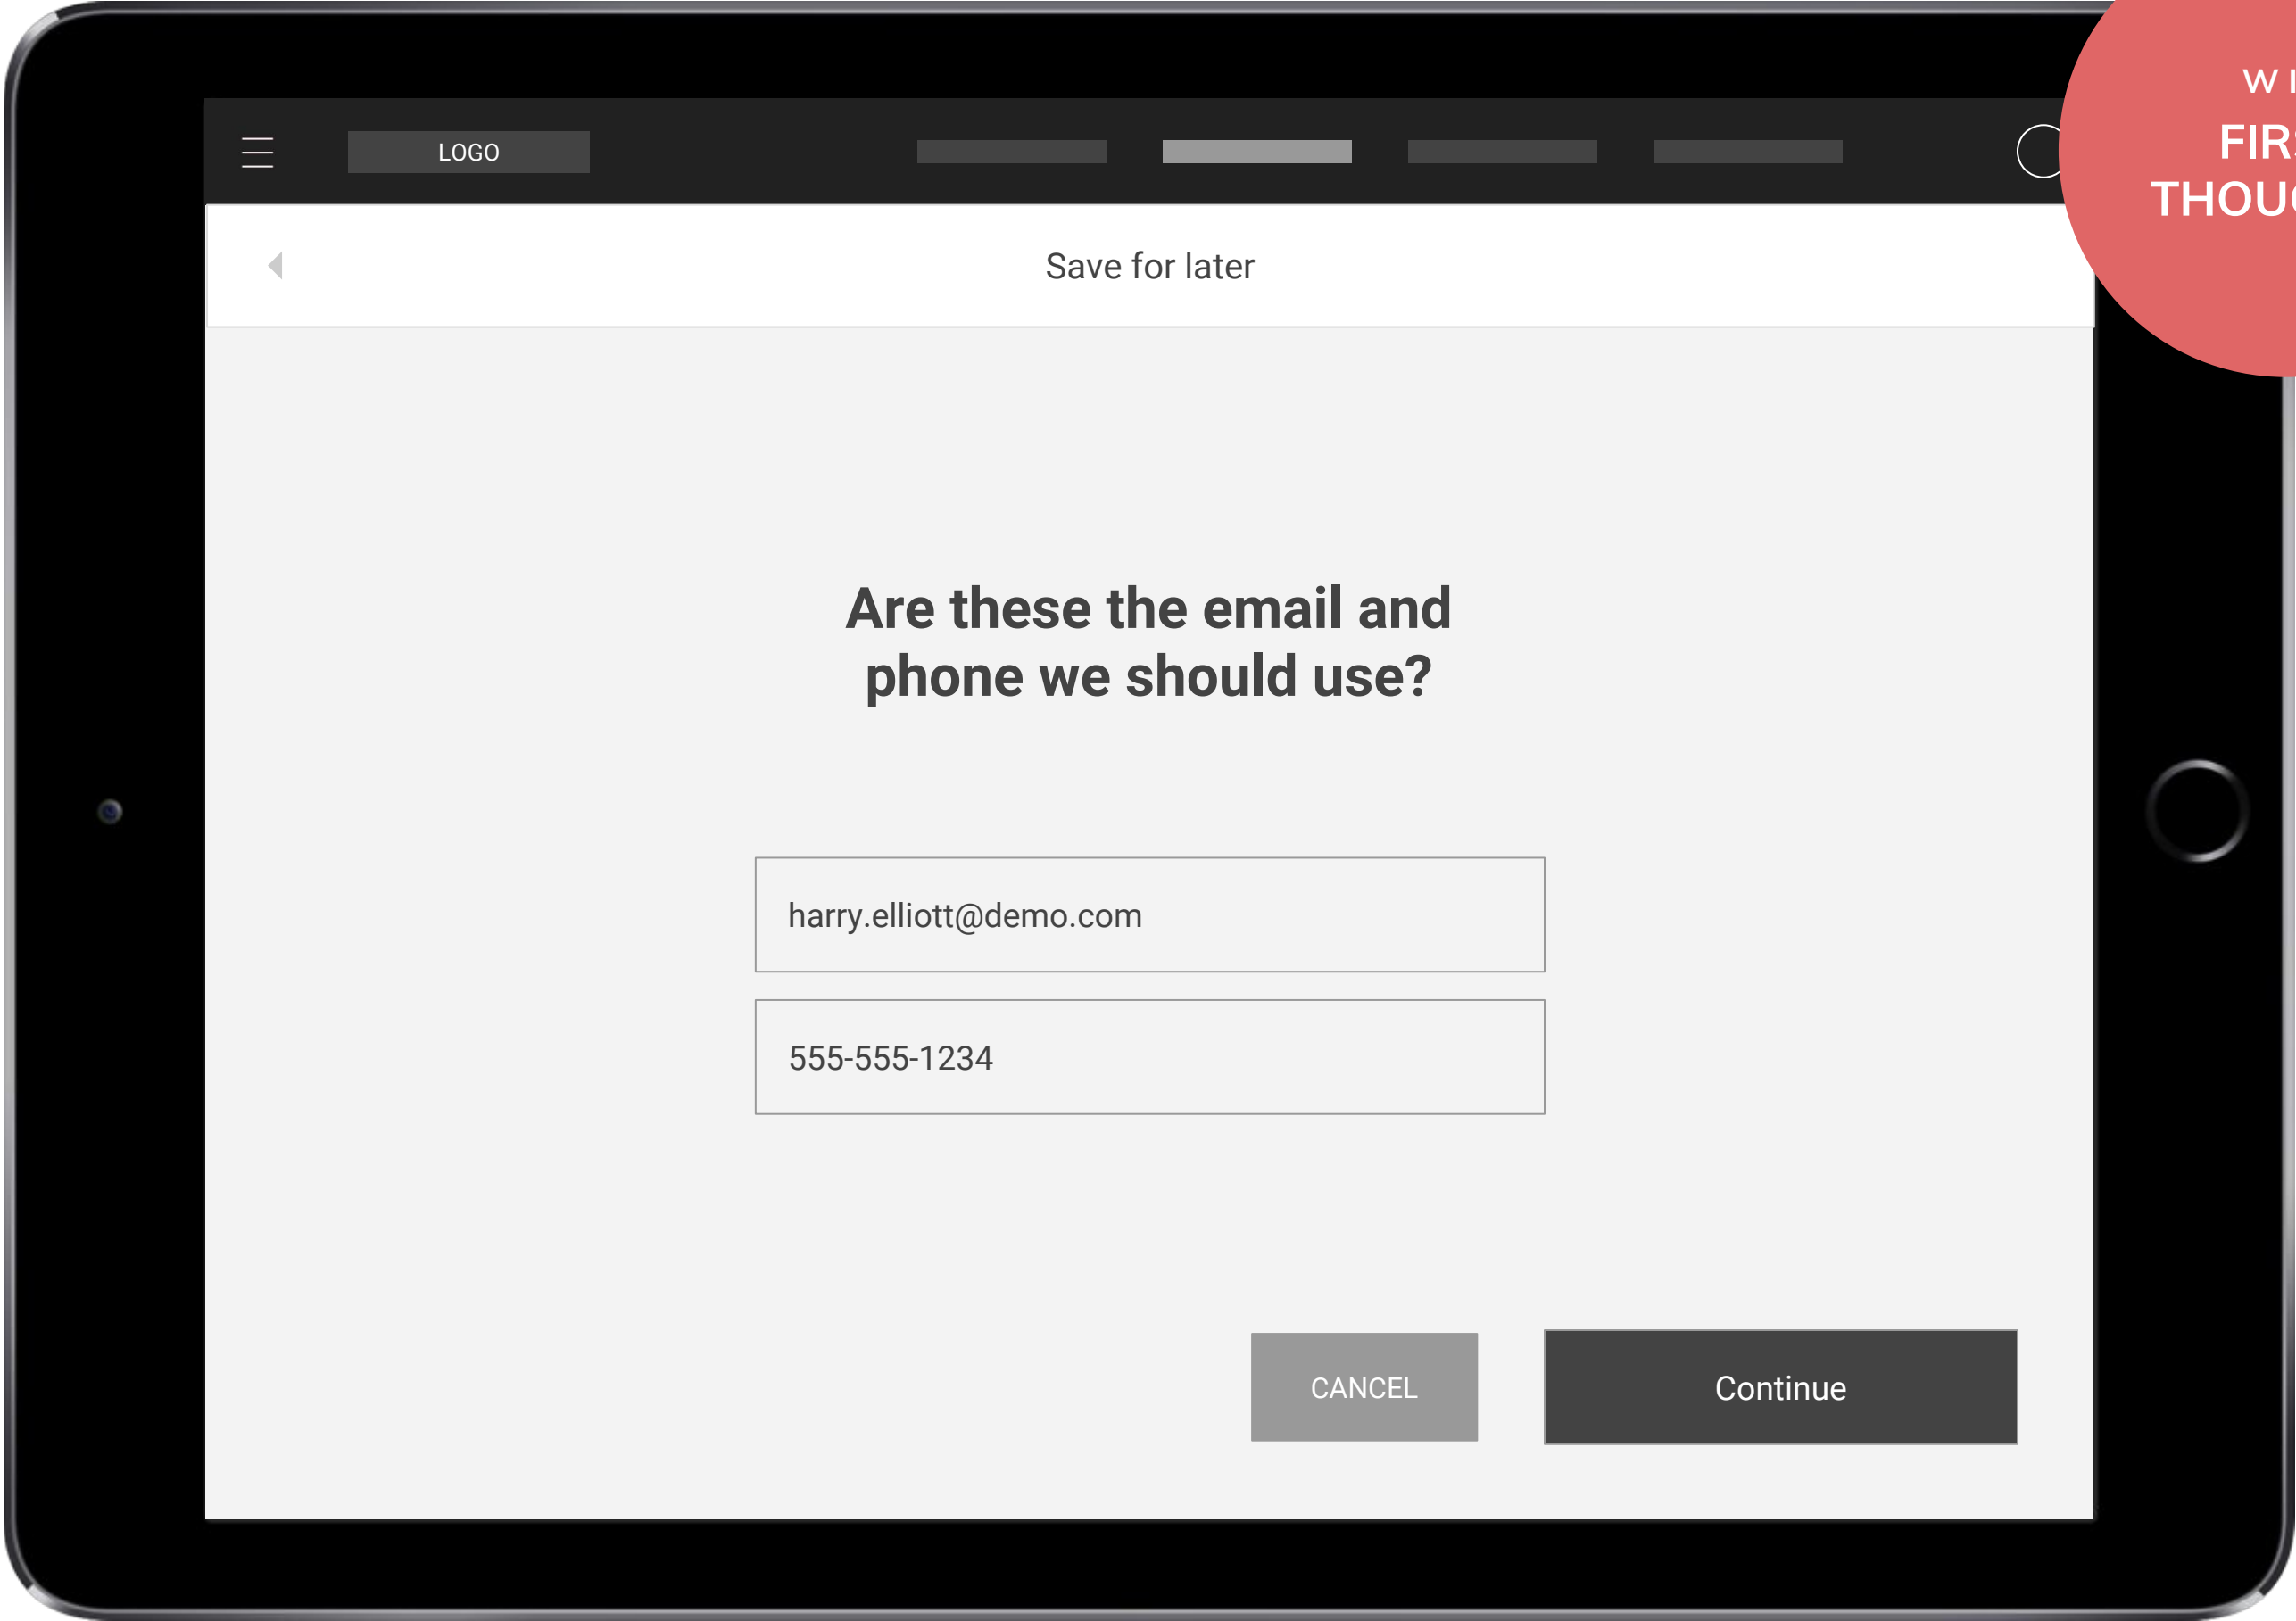 LOGO
Save for later
Are these the email and
phone we should use?
harry.elliott@demo.com
555-555-1234
CANCEL
Continue